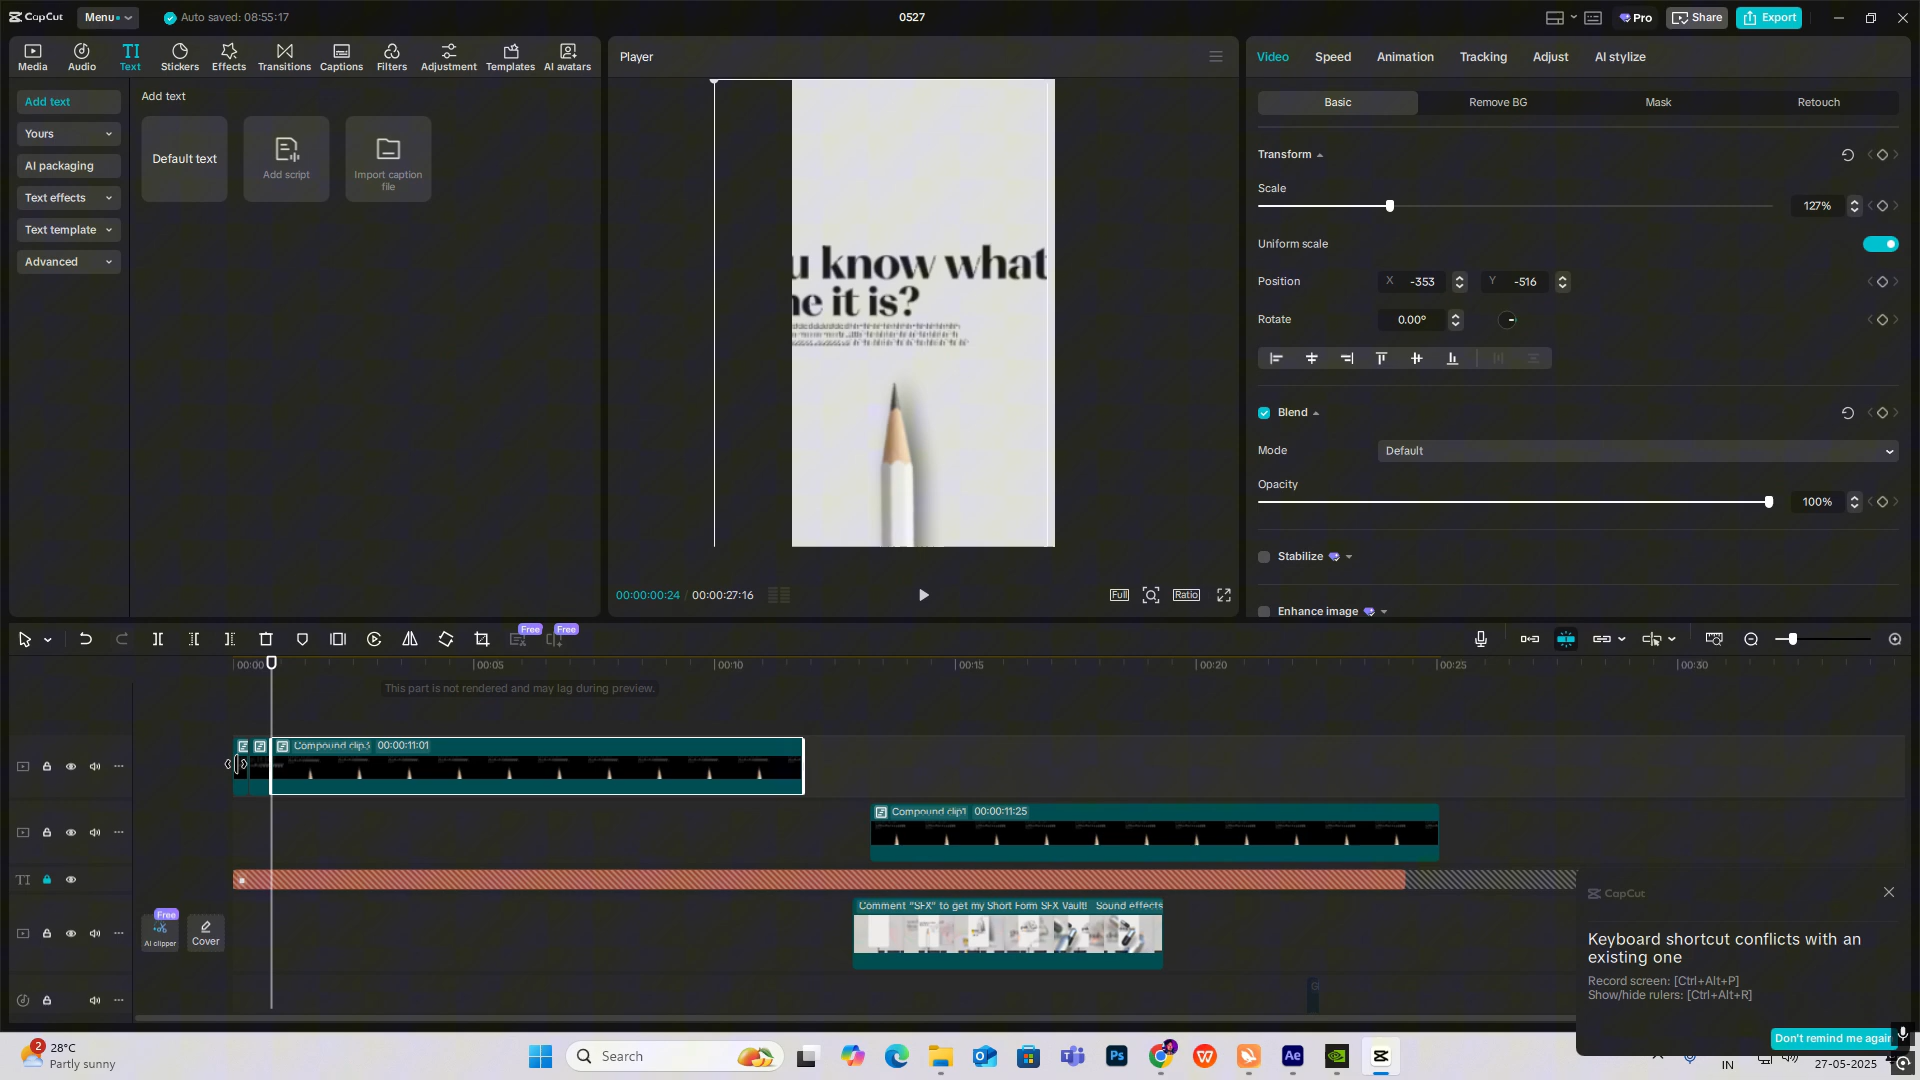 CapCut
Menu
Auto saved: 08:55:17
0527
Pro
Share
Export
Media
Audio
TI
Text
Stickers
Effects
Transitions
Captions
Filters
Adjustment
Templates
AI avatars
Add text
Yours
AI packaging
Text effects
Text template
Advanced
Add text
Default text
Add script
Import caption
file
Player
u know what
ne it is?
00:00:00:24 / 00:00:27:16
Full
Ratio
Video
Speed
Animation
Tracking
Adjust
AI stylize
Basic
Remove BG
Mask
Retouch
Transform
Scale
127%
Uniform scale
Position
X -353
Y -516
Rotate
0.00°
Blend
Mode
Default
Opacity
100%
Stabilize
Enhance image
Free
Free
00:00
00:05
00:10
00:15
00:20
00:25
00:30
This part is not rendered and may lag during preview.
Compound clip3 00:00:11:01
Compound clip1 00:00:11:25
TI
Free
AI clipper
Cover
Comment "SFX" to get my Short Form SFX Vault! Sound effects
CapCut
Keyboard shortcut conflicts with an
existing one
Record screen: [Ctrl+Alt+P]
Show/hide rulers: [Ctrl+Alt+R]
Don't remind me again
2
28°C
Partly sunny
Search
Ps
Ae
IN
27-05-2025